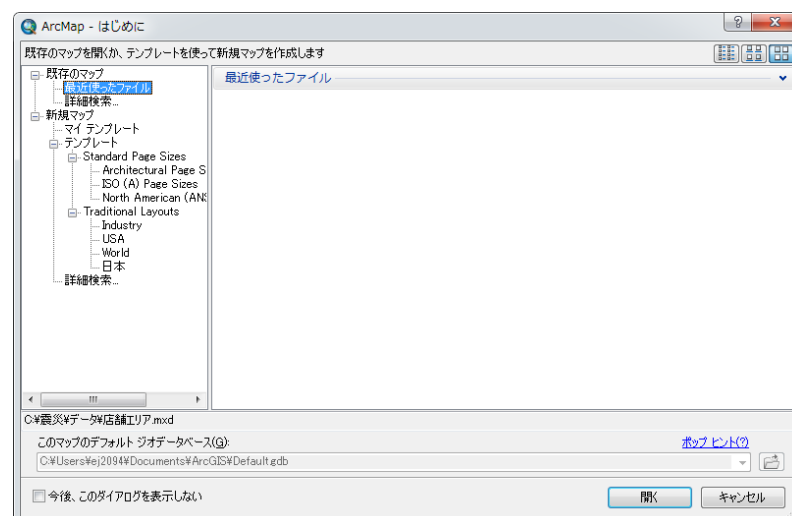 ArcMap - はじめに
既存のマップを開くか、テンプレートを使って新規マップを作成します
既存のマップ
最近使ったファイル
詳細検索...
新規マップ
マイ テンプレート
テンプレート
Standard Page Sizes
Architectural Page S
ISO (A) Page Sizes
North American (ANS
Traditional Layouts
Industry
USA
World
日本
詳細検索...
最近使ったファイル
C:¥震災¥データ¥店舗エリア.mxd
このマップのデフォルト ジオデータベース(G):
ポップ ヒント(?)
C:¥Users¥ej2094¥Documents¥ArcGIS¥Default.gdb
今後、このダイアログを表示しない
開く
キャンセル